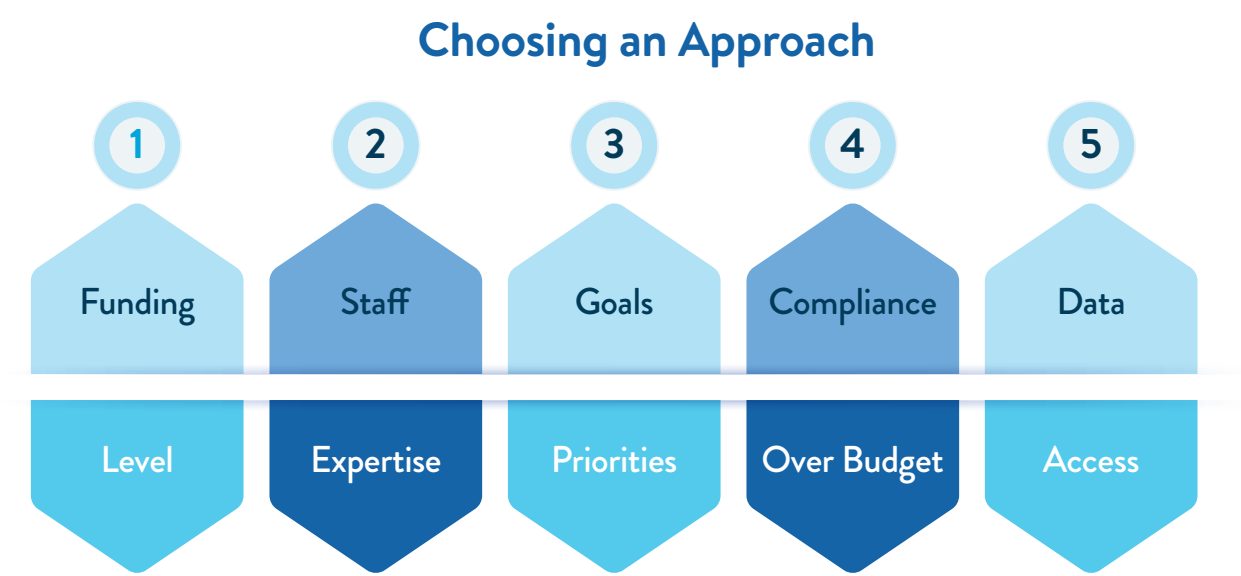 Choosing an Approach
1
2
3
4
5
Funding
Staff
Goals
Compliance
Data
Level
Expertise
Priorities
Over Budget
Access